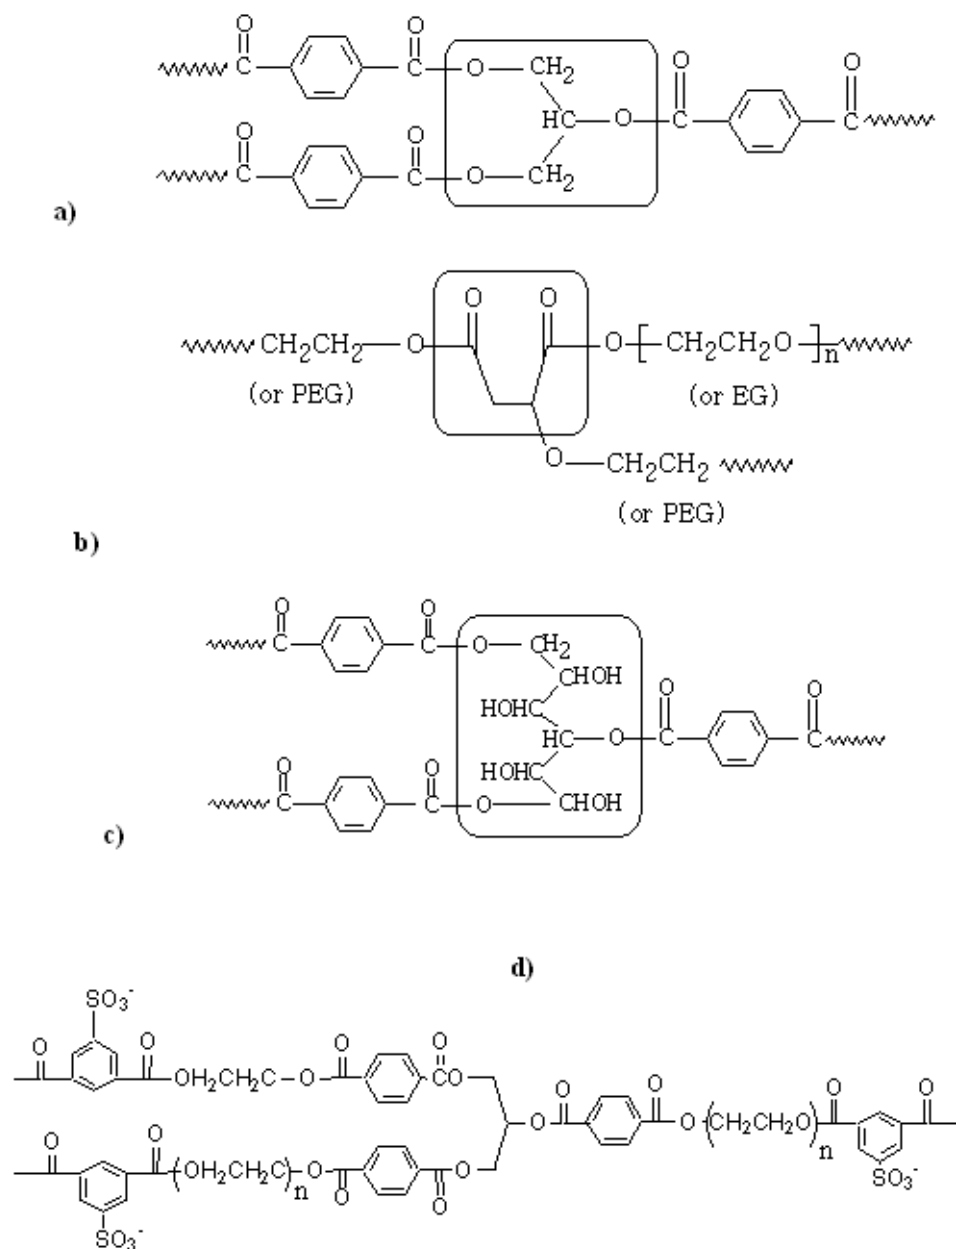 O O O O
C C O CH2 C C
HC O
O O
C C O CH2
a)
O O
CH2CH2 O O CH2CH2O n
(or PEG) (or EG)
O CH2CH2
(or PEG)
b)
O O
C C O CH2
CHOH O O
HOHC
HC O C C
O O HOHC
C C O CHOH
c)
d)
SO3-
O O O O
OH2CH2C O O O O O
O O O
O O (OH2CH2C)n O O CH2CH2O n
O O SO3-
SO3-